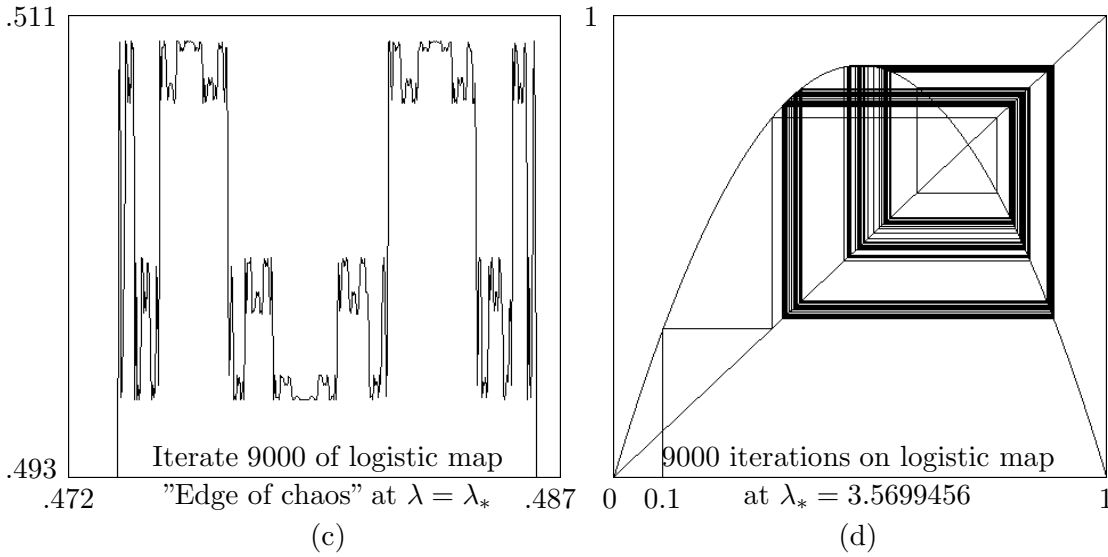 .511
Iterate 9000 of logistic map
.493
.472
"Edge of chaos" at λ = λ*
.487
(c)
1
9000 iterations on logistic map
0
0.1
at λ* = 3.5699456
1
(d)